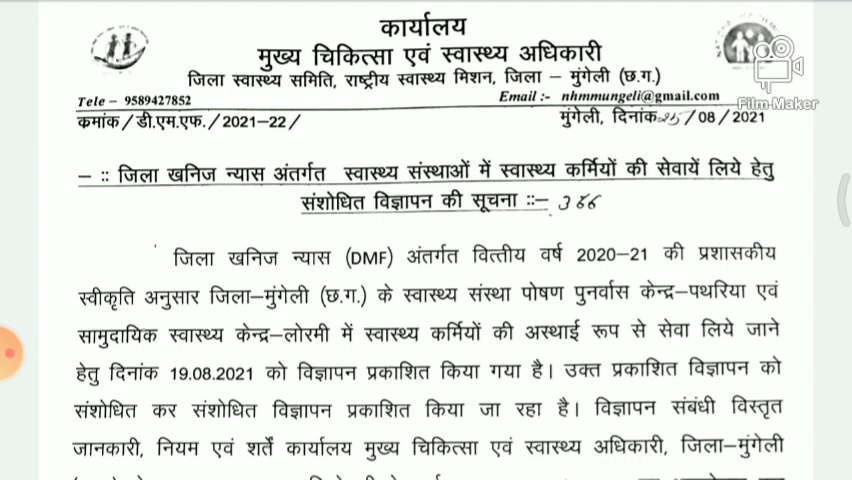 कार्यालय
मुख्य चिकित्सा एवं स्वास्थ्य अधिकारी
जिला स्वास्थ्य समिति, राष्ट्रीय स्वास्थ्य मिशन, जिला – मुंगेली (छ.ग.)
Tele - 9589427852 Email :- nhmmungeli@gmail.com
Film Maker
कमांक/डी.एम.एफ./2021-22/ मुंगेली, दिनांक 25/08/2021
- :: जिला खनिज न्यास अंतर्गत स्वास्थ्य संस्थाओं में स्वास्थ्य कर्मियों की सेवायें लिये हेतु
संशोधित विज्ञापन की सूचना ::-
जिला खनिज न्यास (DMF) अंतर्गत वित्तीय वर्ष 2020-21 की प्रशासकीय
स्वीकृति अनुसार जिला-मुंगेली (छ.ग.) के स्वास्थ्य संस्था पोषण पुनर्वास केन्द्र-पथरिया एवं
सामुदायिक स्वास्थ्य केन्द्र-लोरमी में स्वास्थ्य कर्मियों की अस्थाई रूप से सेवा लिये जाने
हेतु दिनांक 19.08.2021 को विज्ञापन प्रकाशित किया गया है। उक्त प्रकाशित विज्ञापन को
संशोधित कर संशोधित विज्ञापन प्रकाशित किया जा रहा है। विज्ञापन संबंधी विस्तृत
जानकारी, नियम एवं शर्तें कार्यालय मुख्य चिकित्सा एवं स्वास्थ्य अधिकारी, जिला-मुंगेली